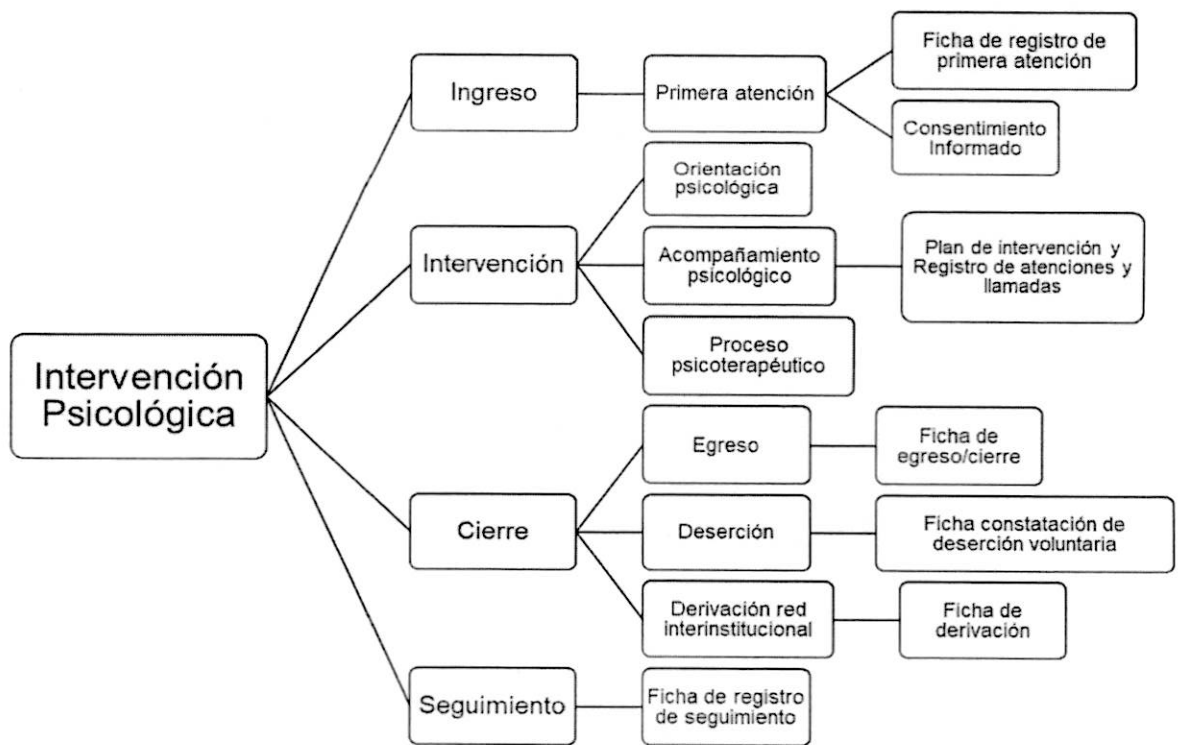 Intervención
Psicológica
Ingreso
Primera atención
Ficha de registro de
primera atención
Consentimiento
Informado
Intervención
Orientación
psicológica
Acompañamiento
psicológico
Plan de intervención y
Registro de atenciones y
llamadas
Proceso
psicoterapéutico
Cierre
Egreso
Ficha de
egreso/cierre
Deserción
Ficha constatación de
deserción voluntaria
Derivación red
interinstitucional
Ficha de
derivación
Seguimiento
Ficha de registro
de seguimiento